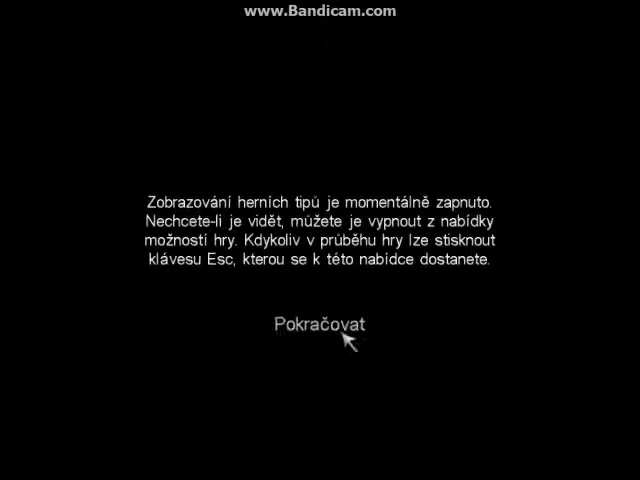 www.Bandicam.com
Zobrazování herních tipů je momentálně zapnuto.
Nechcete-li je vidět, můžete je vypnout z nabídky
možností hry. Kdykoliv v průběhu hry lze stisknout
klávesu Esc, kterou se k této nabídce dostanete.
Pokračovat